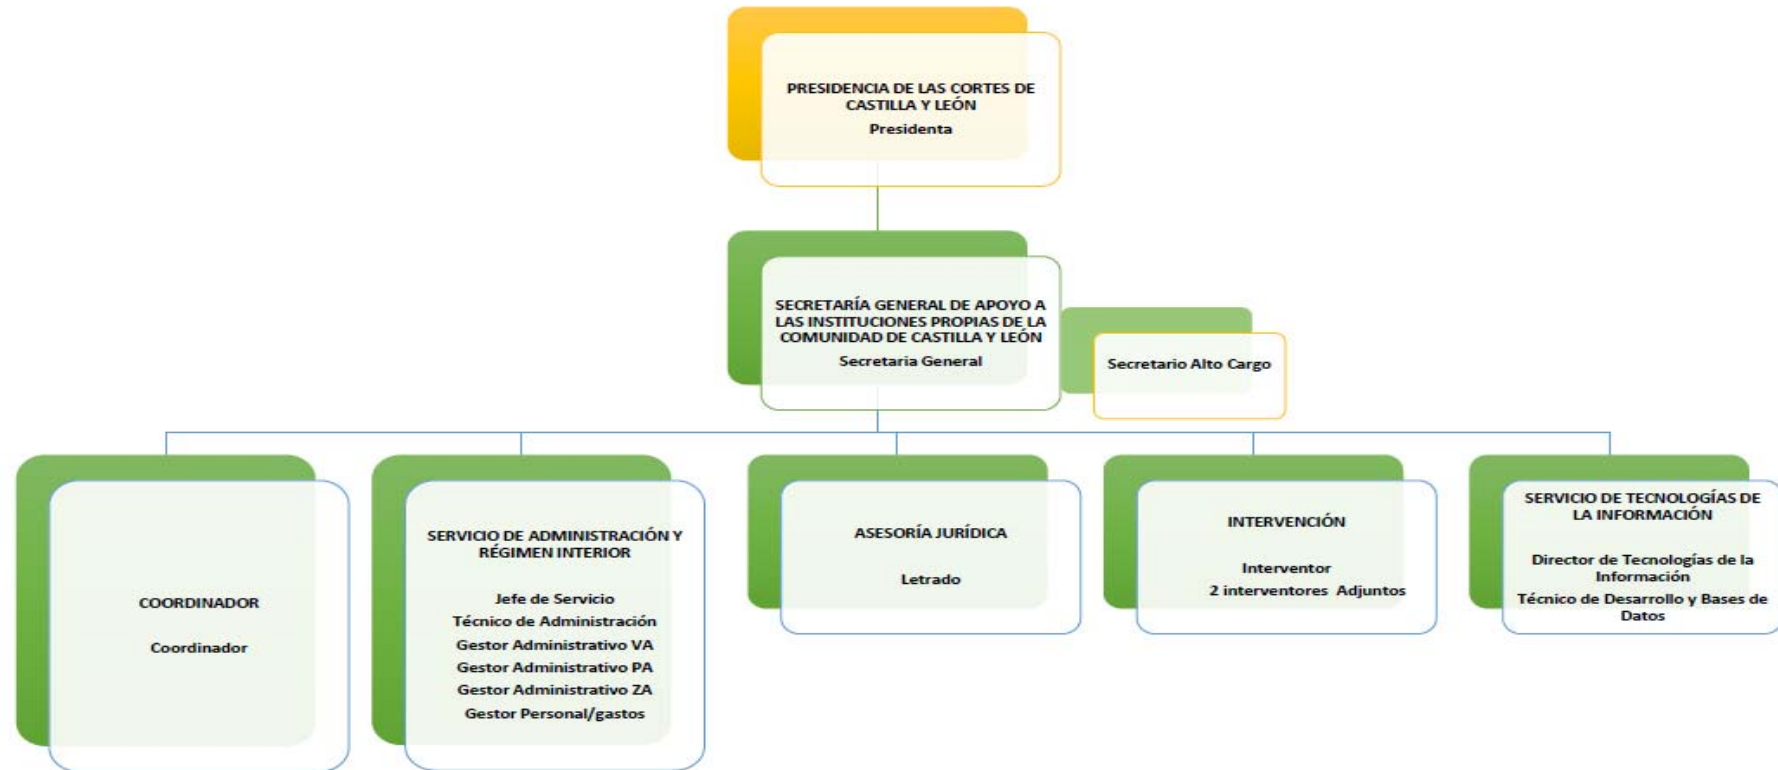 PRESIDENCIA DE LAS CORTES DE
CASTILLA Y LEÓN
Presidenta
SECRETARÍA GENERAL DE APOYO A
LAS INSTITUCIONES PROPIAS DE LA
COMUNIDAD DE CASTILLA Y LEÓN
Secretaria General
Secretario Alto Cargo
COORDINADOR
Coordinador
SERVICIO DE ADMINISTRACIÓN Y
RÉGIMEN INTERIOR
Jefe de Servicio
Técnico de Administración
Gestor Administrativo VA
Gestor Administrativo PA
Gestor Administrativo ZA
Gestor Personal/gastos
ASESORÍA JURÍDICA
Letrado
INTERVENCIÓN
Interventor
2 interventores Adjuntos
SERVICIO DE TECNOLOGÍAS DE
LA INFORMACIÓN
Director de Tecnologías de la
Información
Técnico de Desarrollo y Bases de
Datos